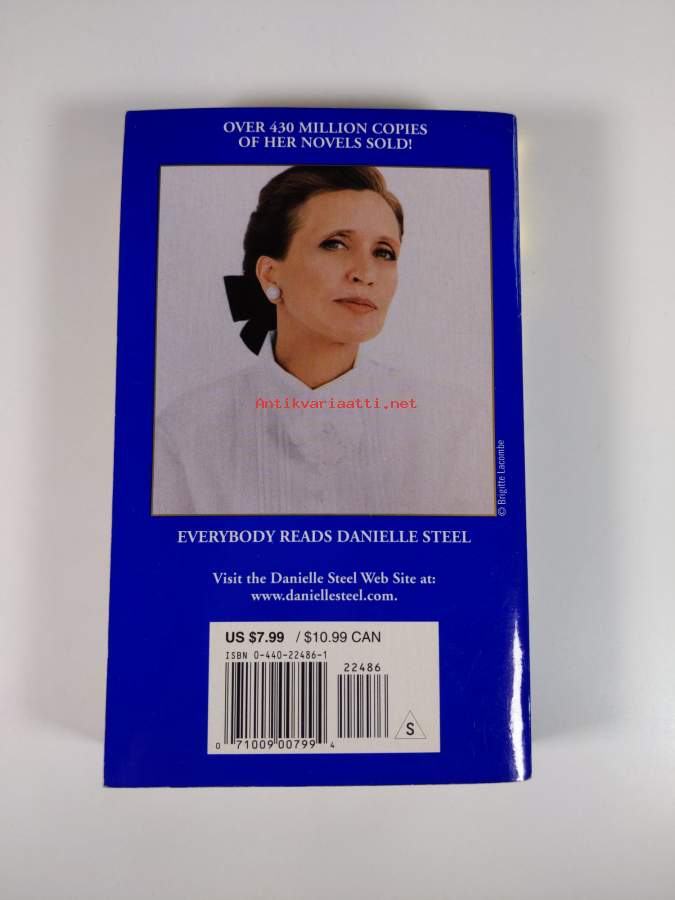 OVER 430 MILLION COPIES
OF HER NOVELS SOLD!
Antikvariaatti.net
© Brigitte Lacombe
EVERYBODY READS DANIELLE STEEL
Visit the Danielle Steel Web Site at:
www.daniellesteel.com.
US $7.99 / $10.99 CAN
ISBN 0-440-22486-1
22486
S
0 71009 00799 4